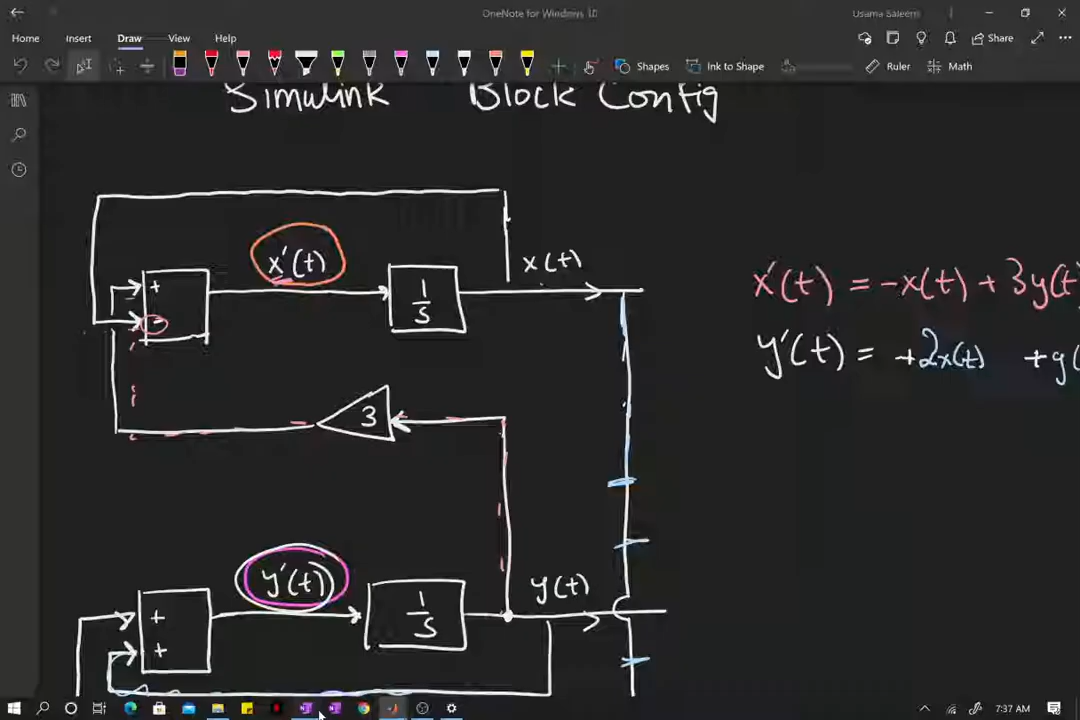 OneNote for Windows 10
Usama Saleem
Home Insert Draw View Help
Share
Shapes Ink to Shape Ruler Math
Simulink Block Config
x'(t)
x(t)
+
-
1/s
x'(t) = -x(t) + 3y(t)
y'(t) = +2x(t) +y(
3
y'(t)
y(t)
+
+
1/s
7:37 AM